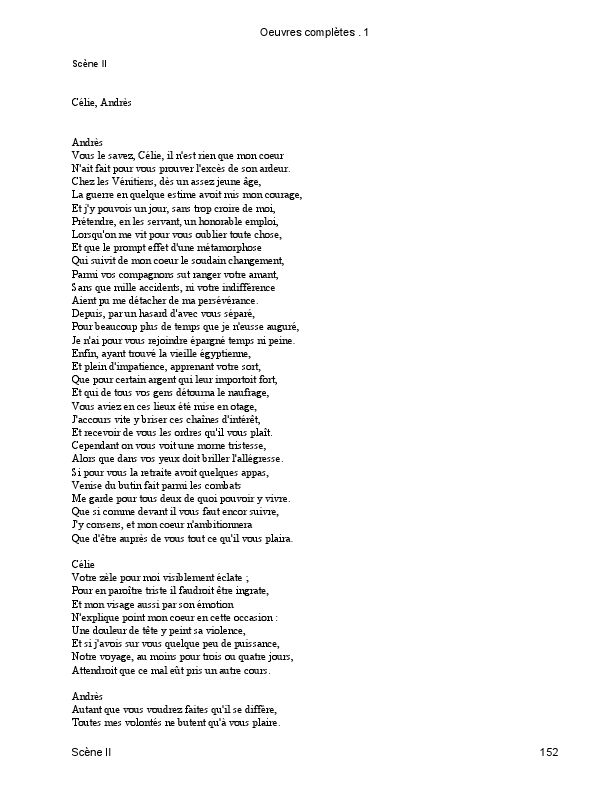 Oeuvres complètes . 1
Scène II
Célie, Andrès
Andrès
Vous le savez, Célie, il n'est rien que mon coeur
N'ait fait pour vous prouver l'excès de son ardeur.
Chez les Vénitiens, dès un assez jeune âge,
La guerre en quelque estime avoit mis mon courage,
Et j'y pouvois un jour, sans trop croire de moi,
Prétendre, en les servant, un honorable emploi,
Lorsqu'on me vit pour vous oublier toute chose,
Et que le prompt effet d'une métamorphose
Qui suivit de mon coeur le soudain changement,
Parmi vos compagnons sut ranger votre amant,
Sans que mille accidents, ni votre indifférence
Aient pu me détacher de ma persévérance.
Depuis, par un hasard d'avec vous séparé,
Pour beaucoup plus de temps que je n'eusse auguré,
Je n'ai pour vous rejoindre épargné temps ni peine.
Enfin, ayant trouvé la vieille égyptienne,
Et plein d'impatience, apprenant votre sort,
Que pour certain argent qui leur importoit fort,
Et qui de tous vos gens détourna le naufrage,
Vous aviez en ces lieux été mise en otage,
J'accours vite y briser ces chaînes d'intérêt,
Et recevoir de vous les ordres qu'il vous plaît.
Cependant on vous voit une morne tristesse,
Alors que dans vos yeux doit briller l'allégresse.
Si pour vous la retraite avoit quelques appas,
Venise du butin fait parmi les combats
Me garde pour tous deux de quoi pouvoir y vivre.
Que si comme devant il vous faut encor suivre,
J'y consens, et mon coeur n'ambitionnera
Que d'être auprès de vous tout ce qu'il vous plaira.
Célie
Votre zèle pour moi visiblement éclate ;
Pour en paroître triste il faudroit être ingrate,
Et mon visage aussi par son émotion
N'explique point mon coeur en cette occasion :
Une douleur de tête y peint sa violence,
Et si j'avois sur vous quelque peu de puissance,
Notre voyage, au moins pour trois ou quatre jours,
Attendroit que ce mal eût pris un autre cours.
Andrès
Autant que vous voudrez faites qu'il se diffère,
Toutes mes volontés ne butent qu'à vous plaire.
Scène II
152